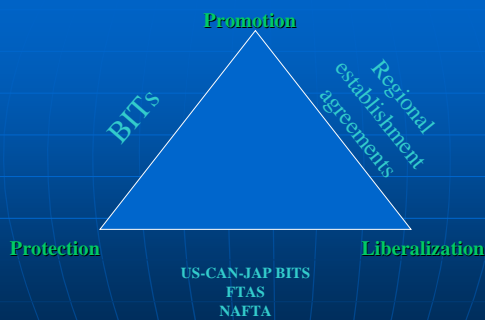 Promotion
BITs
Regional
establishment
agreements
Protection
Liberalization
US-CAN-JAP BITS
FTAS
NAFTA